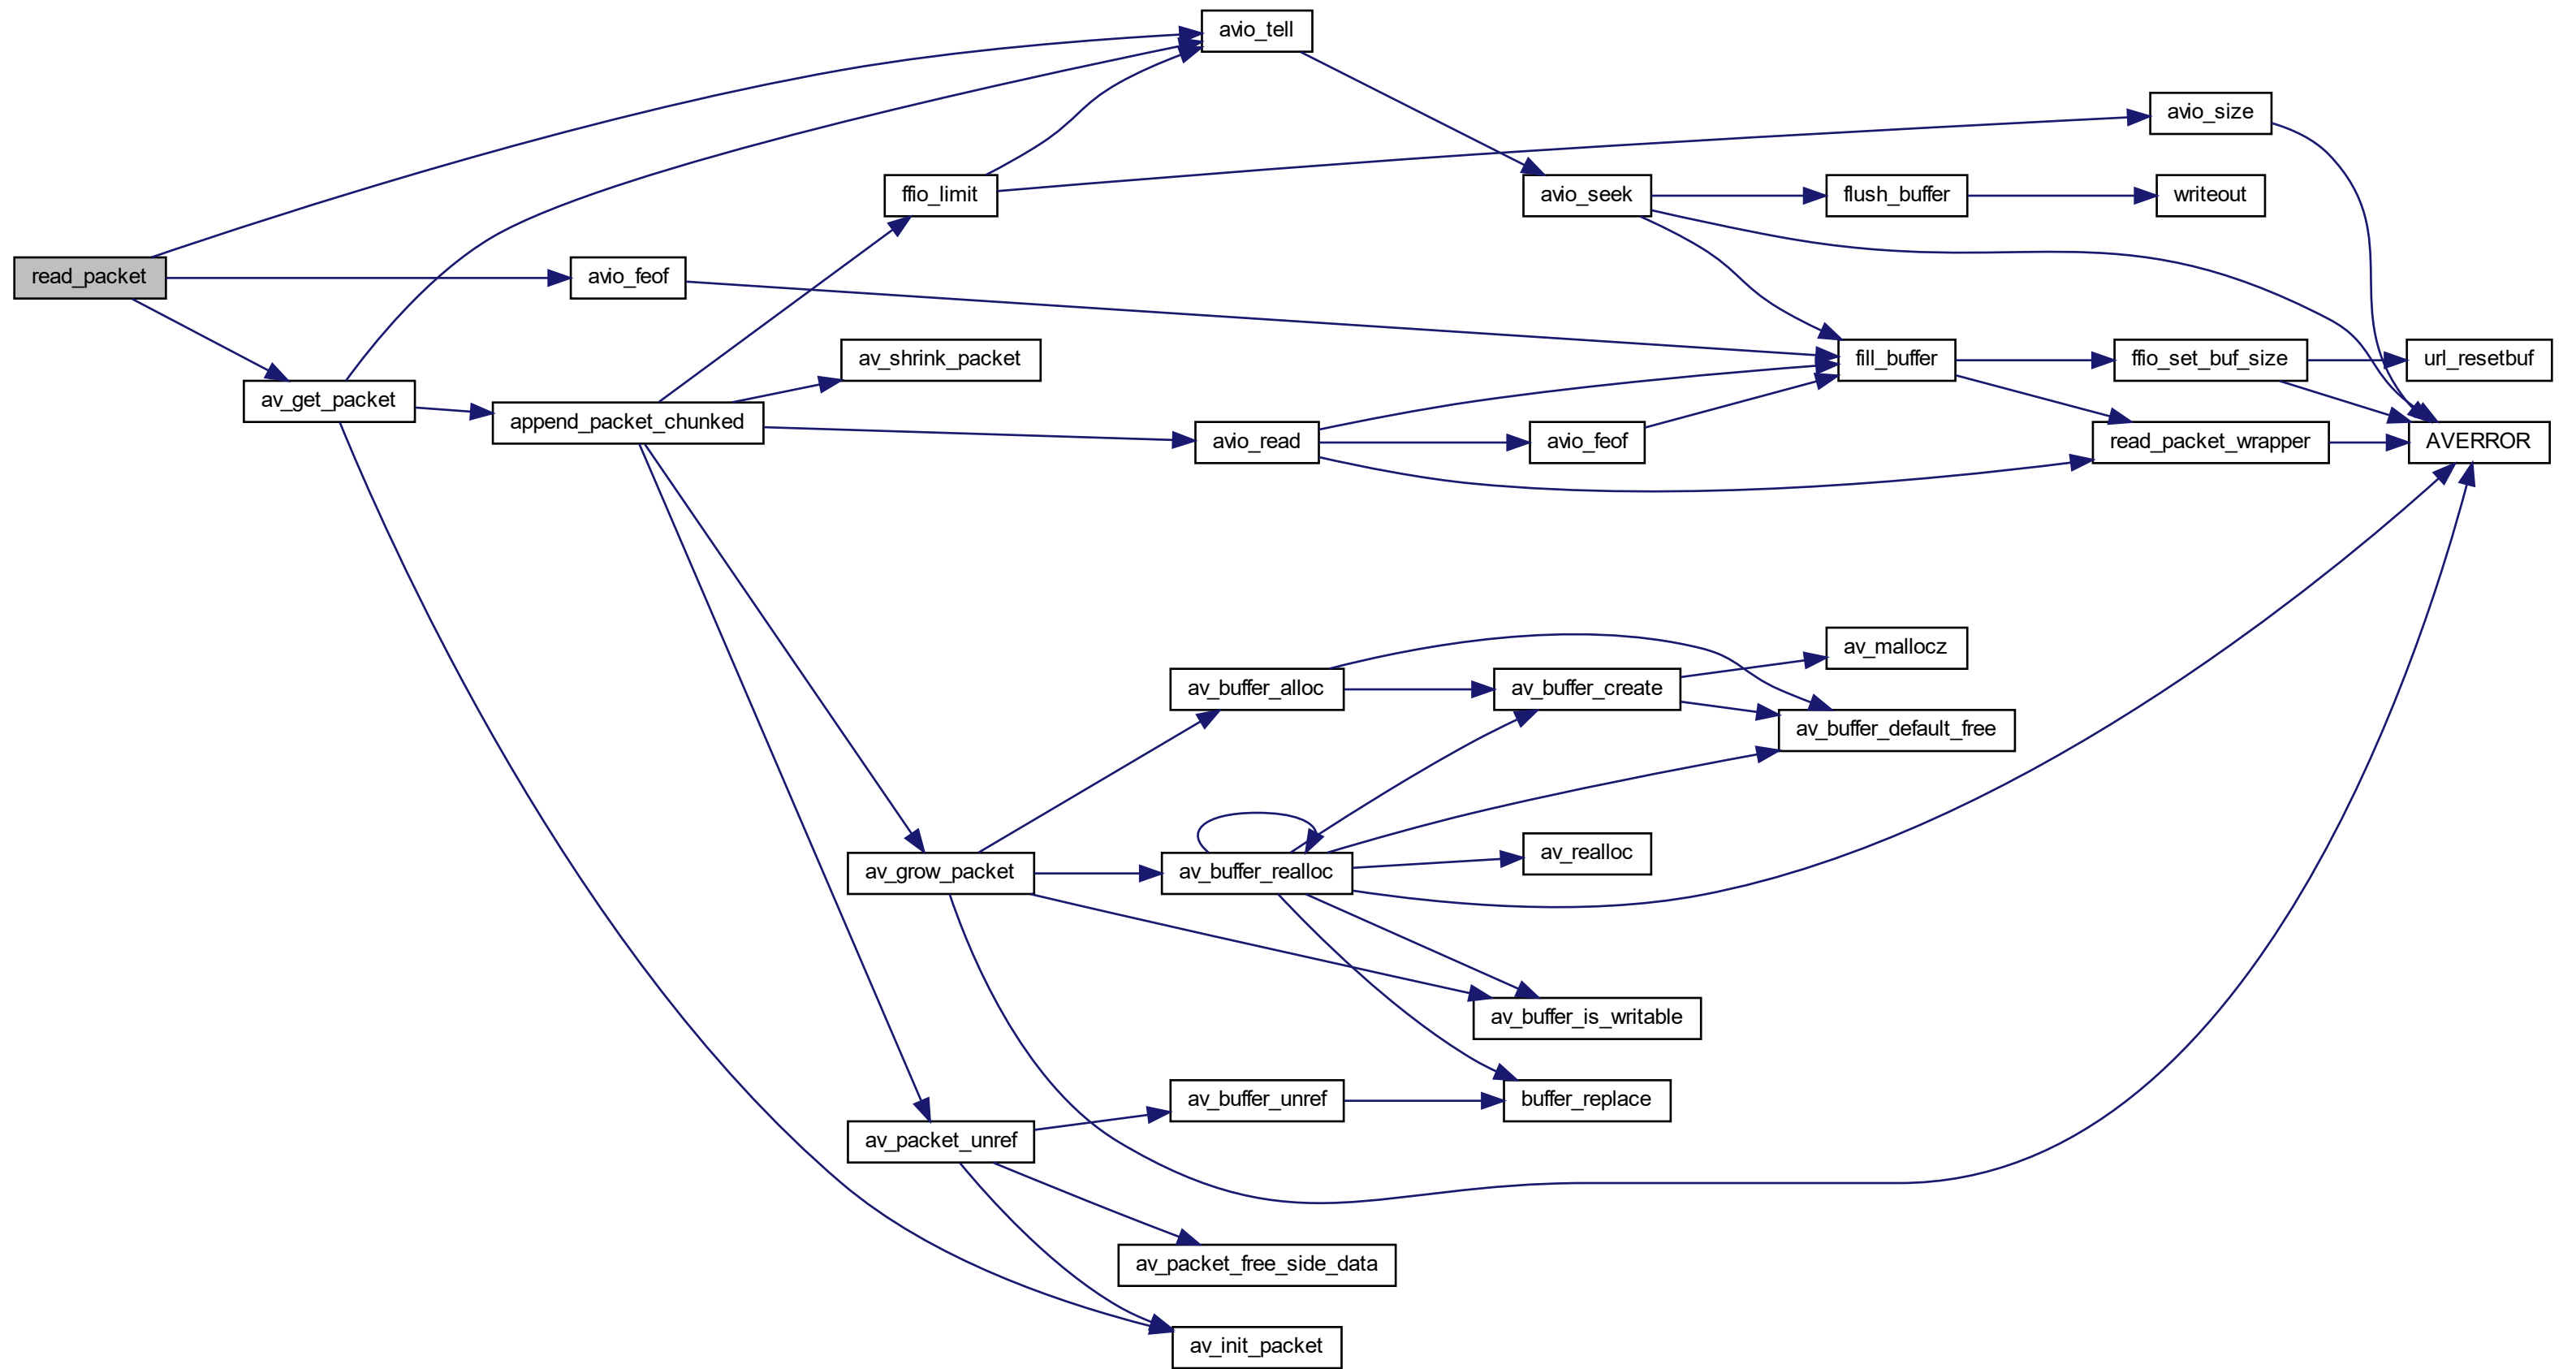 avio_tell
avio_size
ffio_limit
avio_seek
flush_buffer
writeout
read_packet
avio_feof
av_shrink_packet
fill_buffer
ffio_set_buf_size
url_resetbuf
av_get_packet
append_packet_chunked
avio_read
avio_feof
read_packet_wrapper
AVERROR
av_mallocz
av_buffer_alloc
av_buffer_create
av_buffer_default_free
av_realloc
av_grow_packet
av_buffer_realloc
av_buffer_is_writable
av_buffer_unref
buffer_replace
av_packet_unref
av_packet_free_side_data
av_init_packet